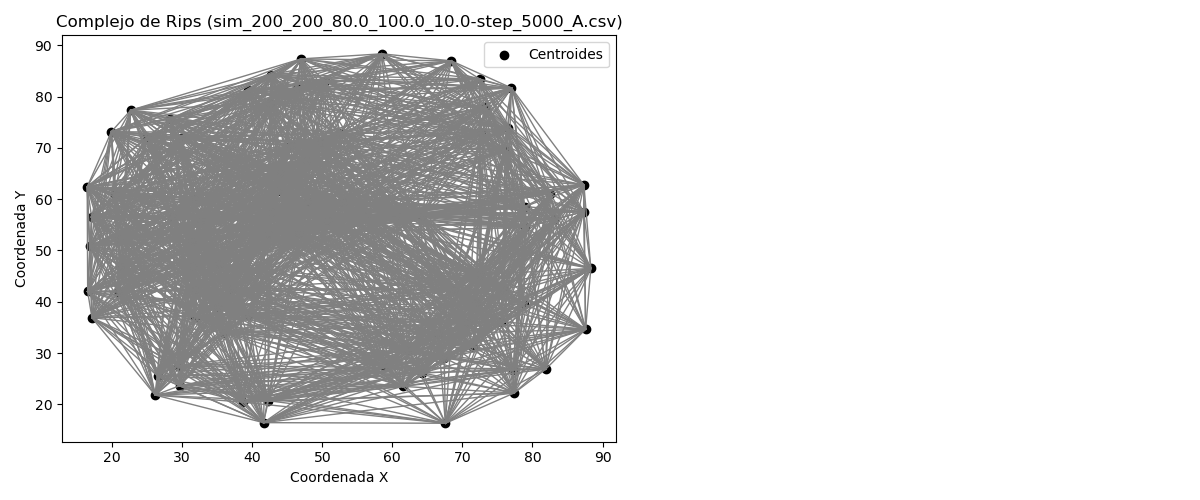 Complejo de Rips (sim_200_200_80.0_100.0_10.0-step_5000_A.csv)
Centroides
Coordenada Y
90
80
70
60
50
40
30
20
20 30 40 50 60 70 80 90
Coordenada X